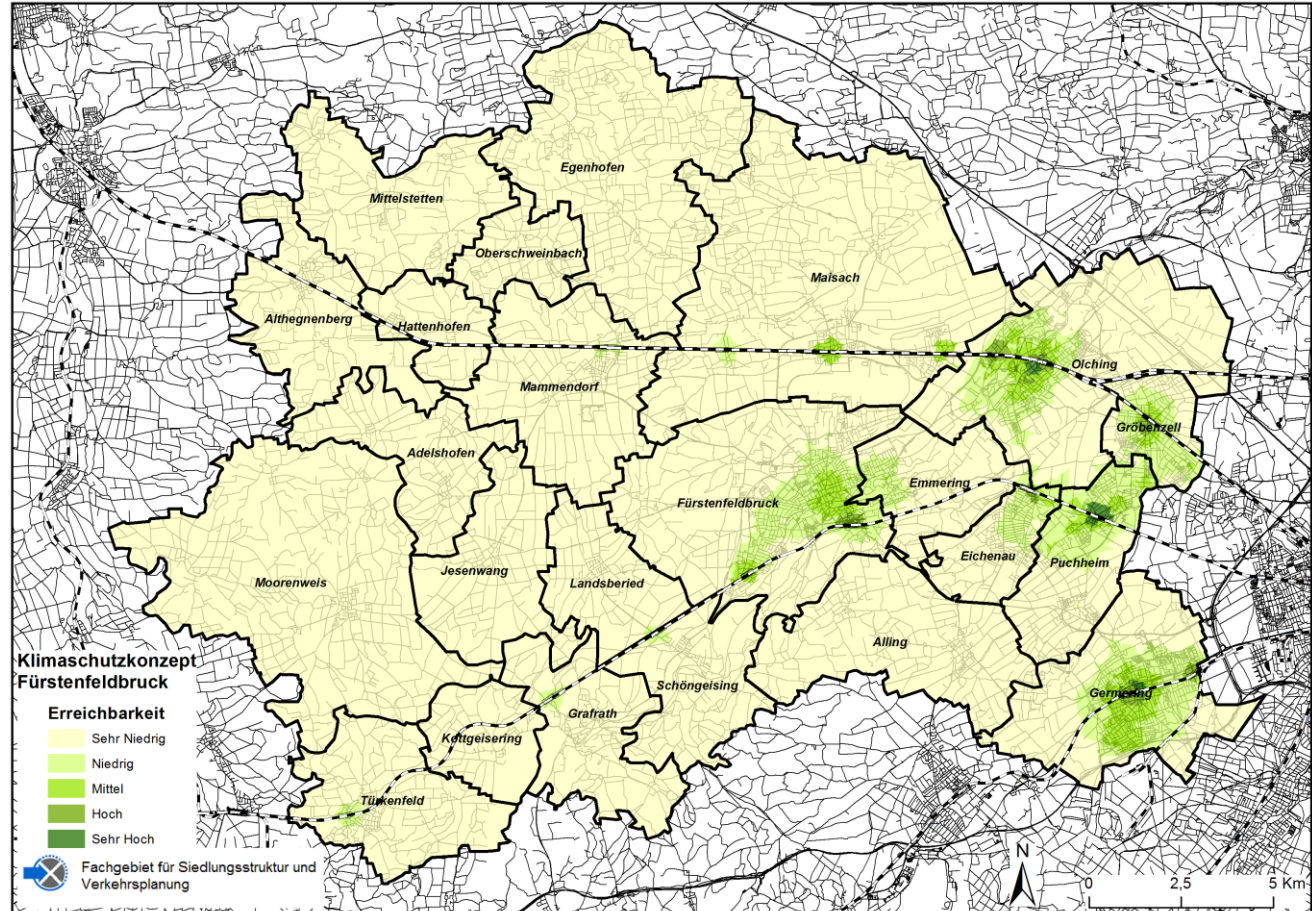 Egenhofen
Mittelstetten
Oberschweinbach
Maisach
Althegnenberg
Hattenhofen
Olching
Mammendorf
Gröbenzell
Adelshofen
Emmering
Fürstenfeldbruck
Eichenau
Puchheim
Jesenwang
Landsberied
Moorenweis
Alling
Schöngeising
Germering
Grafrath
Kottgeisering
Türkenfeld
Klimaschutzkonzept
Fürstenfeldbruck
Erreichbarkeit
Sehr Niedrig
Niedrig
Mittel
Hoch
Sehr Hoch
Fachgebiet für Siedlungsstruktur und
Verkehrsplanung
N
0 2,5 5 Km